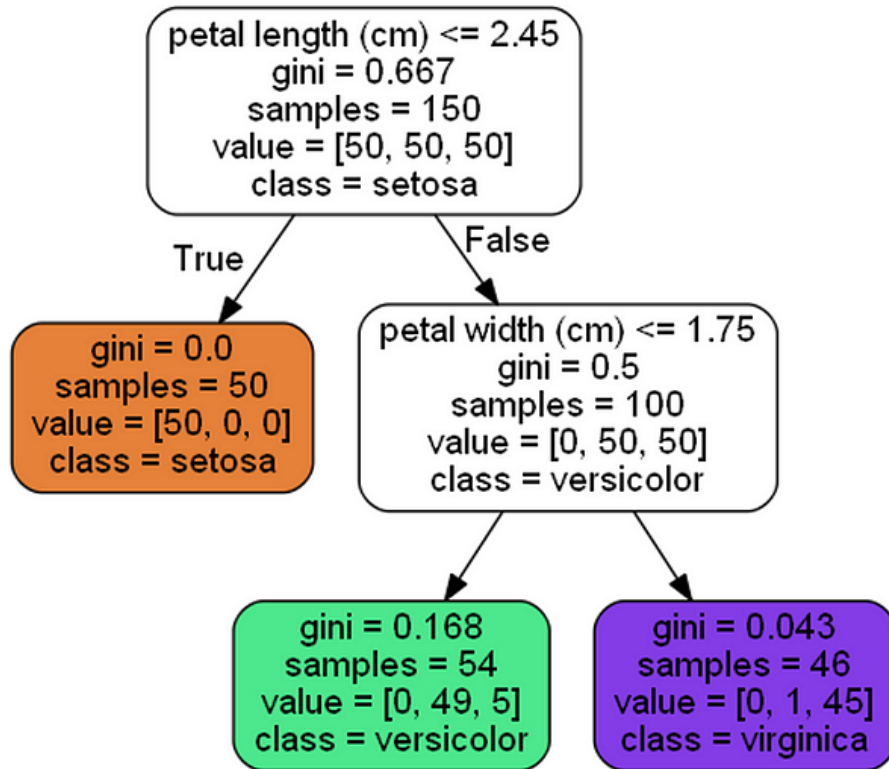 petal length (cm) <= 2.45
gini = 0.667
samples = 150
value = [50, 50, 50]
class = setosa
True
False
gini = 0.0
samples = 50
value = [50, 0, 0]
class = setosa
petal width (cm) <= 1.75
gini = 0.5
samples = 100
value = [0, 50, 50]
class = versicolor
gini = 0.168
samples = 54
value = [0, 49, 5]
class = versicolor
gini = 0.043
samples = 46
value = [0, 1, 45]
class = virginica